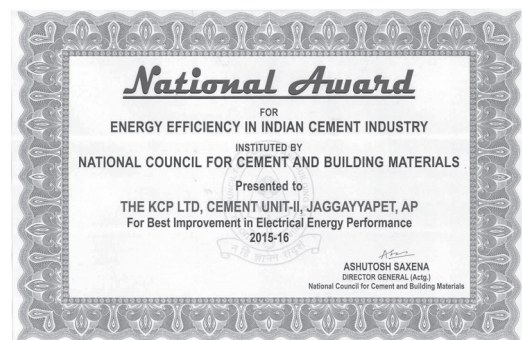 National Award
FOR
ENERGY EFFICIENCY IN INDIAN CEMENT INDUSTRY
INSTITUTED BY
NATIONAL COUNCIL FOR CEMENT AND BUILDING MATERIALS
Presented to
THE KCP LTD, CEMENT UNIT-II, JAGGAYYAPET, AP
For Best Improvement in Electrical Energy Performance
2015-16
ASHUTOSH SAXENA
DIRECTOR GENERAL (Actg.)
National Council for Cement and Building Materials